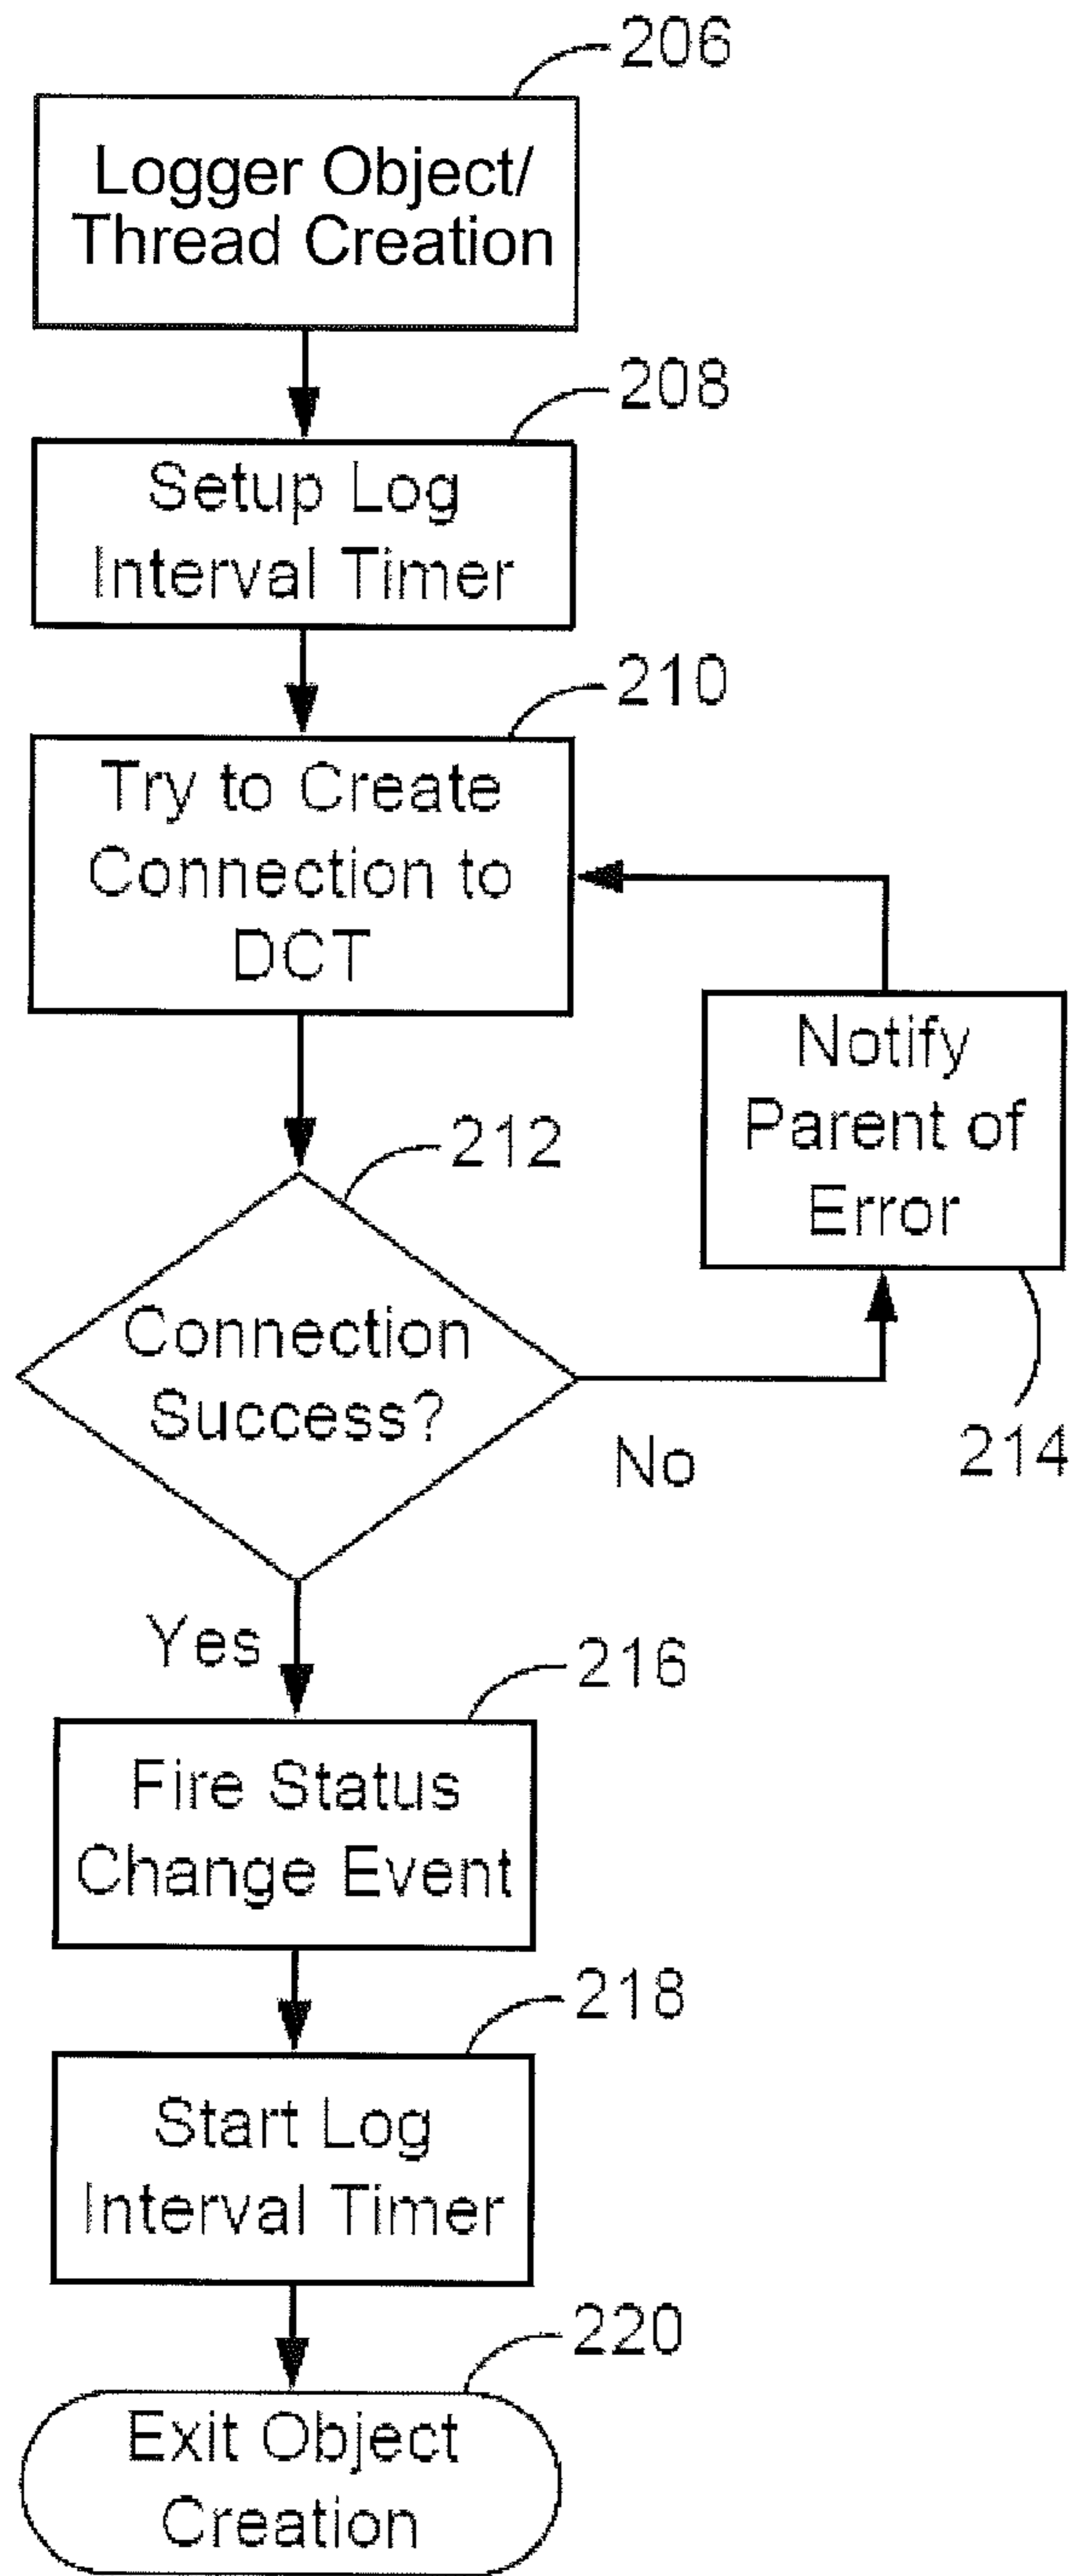 206
Logger Object/
Thread Creation
208
Setup Log
Interval Timer
210
Try to Create
Connection to
DCT
Notify
Parent of
Error
214
212
Connection
Success?
No
Yes
216
Fire Status
Change Event
218
Start Log
Interval Timer
220
Exit Object
Creation